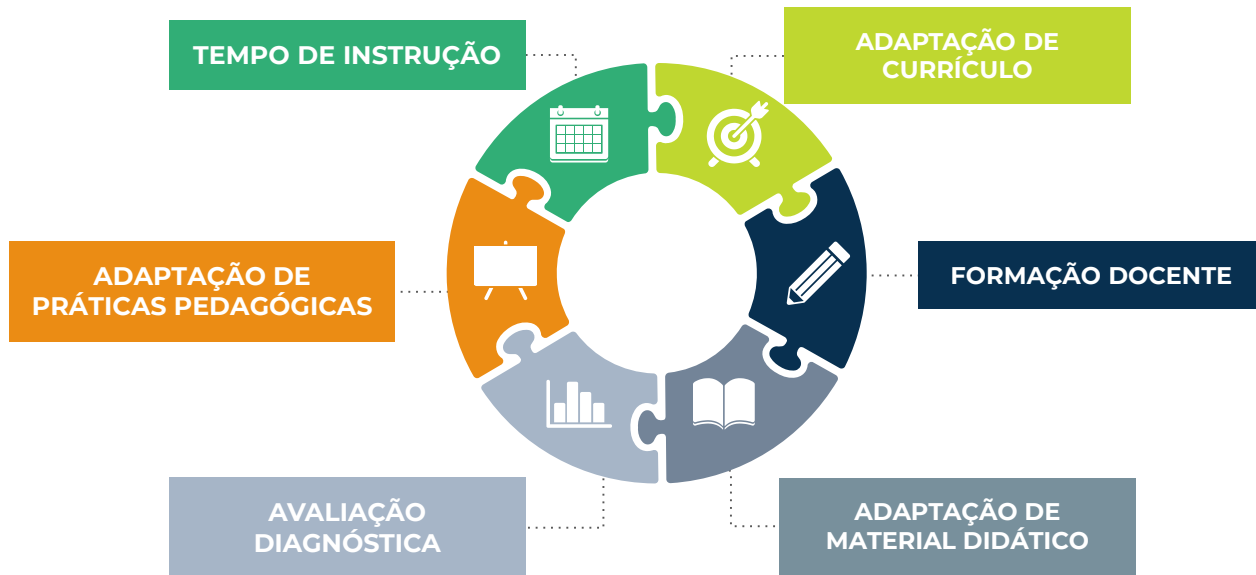 TEMPO DE INSTRUÇÃO
ADAPTAÇÃO DE
CURRÍCULO
ADAPTAÇÃO DE
PRÁTICAS PEDAGÓGICAS
FORMAÇÃO DOCENTE
AVALIAÇÃO
DIAGNÓSTICA
ADAPTAÇÃO DE
MATERIAL DIDÁTICO